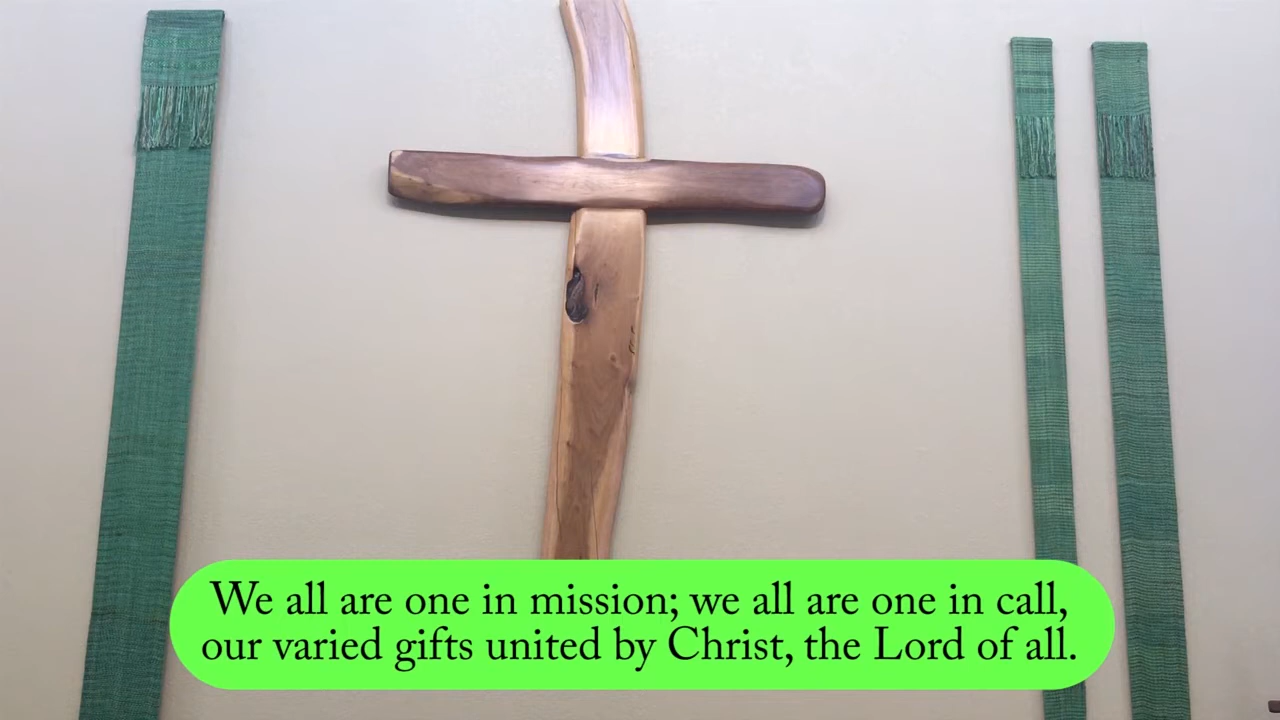 We all are one in mission; we all are one in call,
our varied gifts united by Christ, the Lord of all.